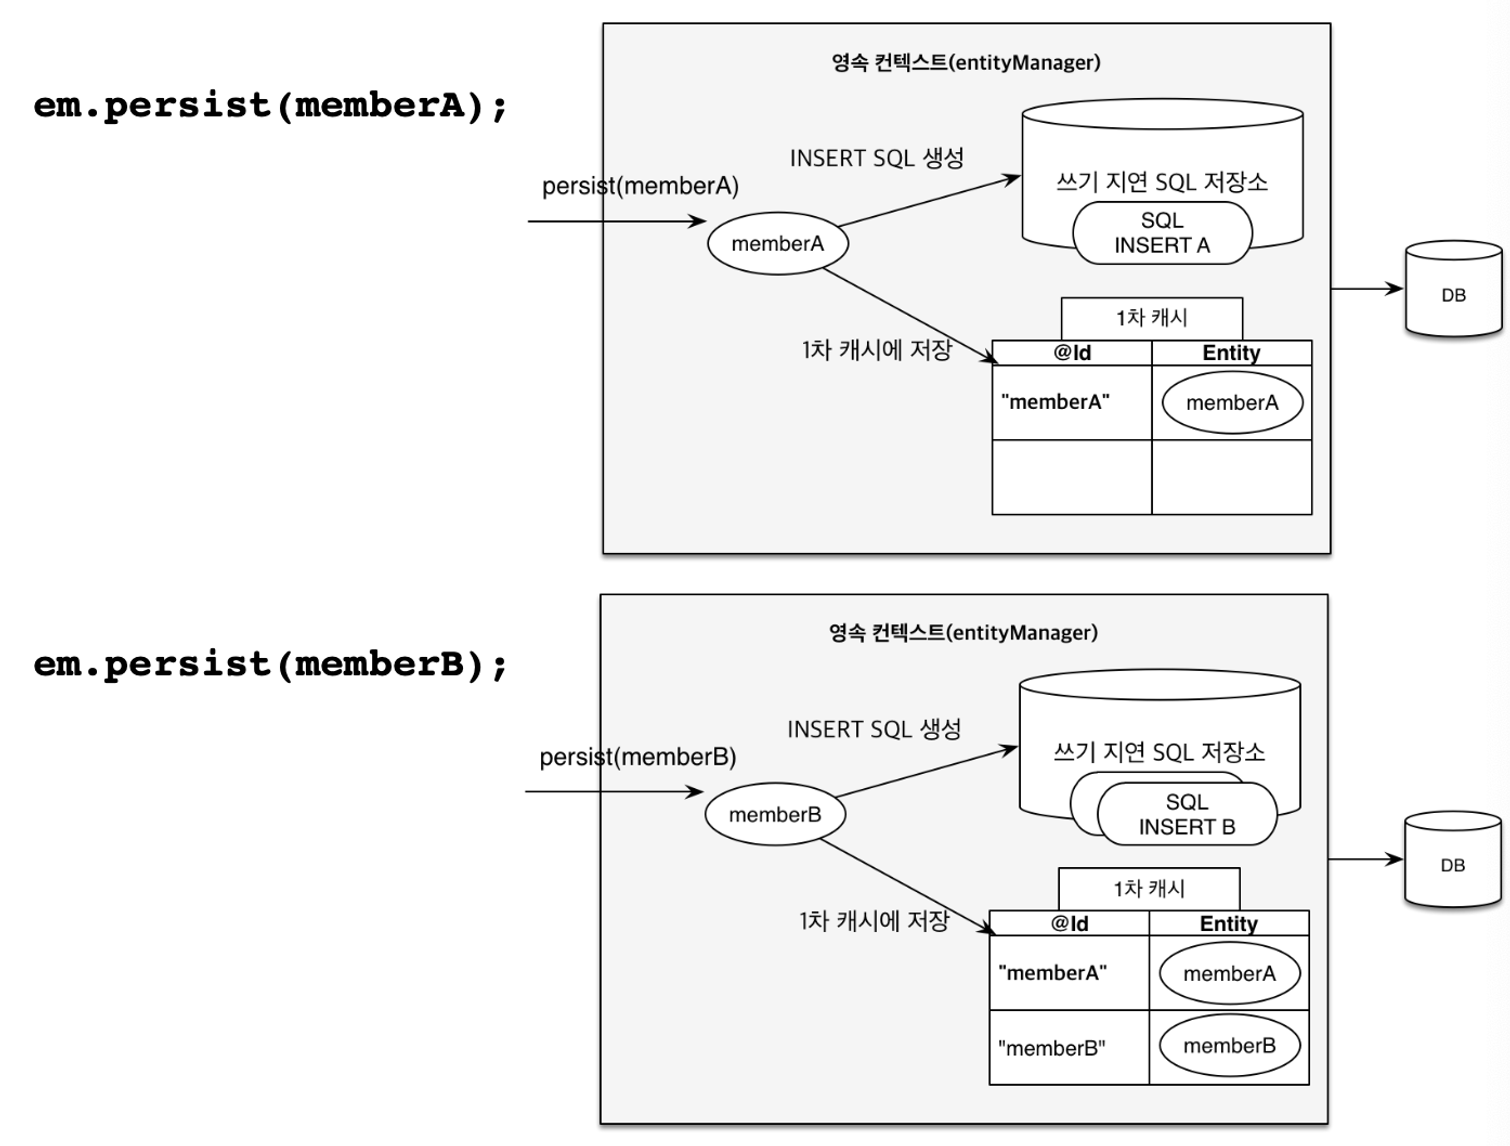 영속 컨텍스트(entityManager)
em.persist(memberA);
INSERT SQL 생성
persist(memberA)
쓰기 지연 SQL 저장소
SQL
INSERT A
memberA
DB
1차 캐시
1차 캐시에 저장
@Id Entity
"memberA" memberA
영속 컨텍스트(entityManager)
em.persist(memberB);
INSERT SQL 생성
persist(memberB)
쓰기 지연 SQL 저장소
SQL
INSERT B
memberB
DB
1차 캐시
1차 캐시에 저장
@Id Entity
"memberA" memberA
"memberB" memberB